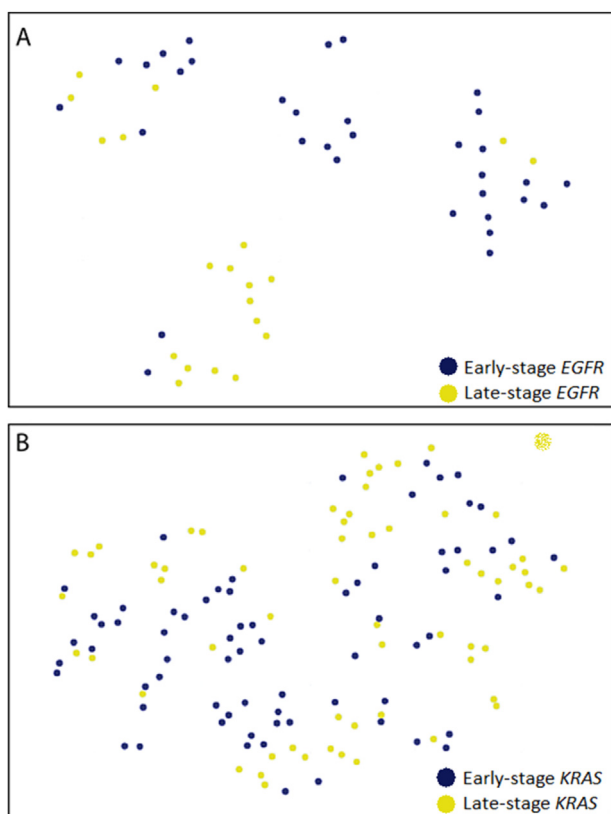 A
Early-stage EGFR
Late-stage EGFR
B
Early-stage KRAS
Late-stage KRAS